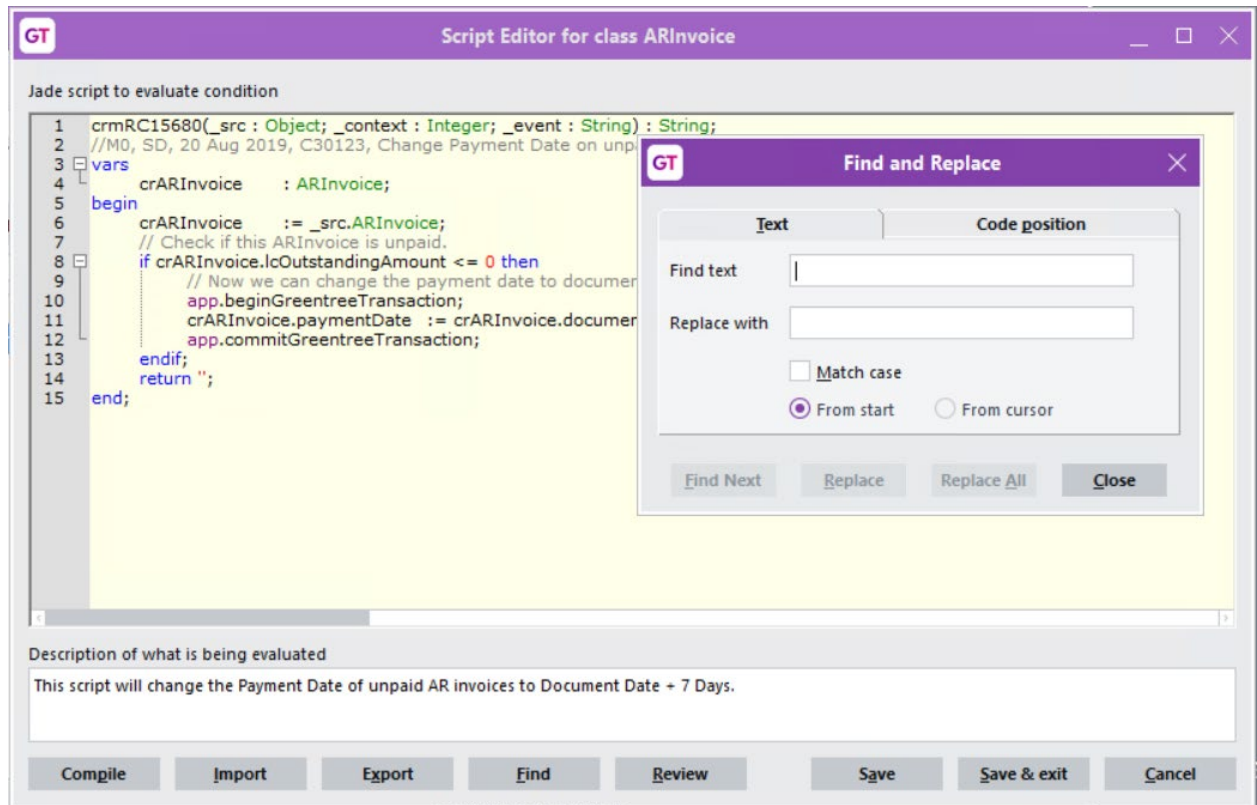 GT
Script Editor for class ARInvoice
Jade script to evaluate condition
1 crmRC15680(_src : Object; _context : Integer; _event : String) : String;
2 //M0, SD, 20 Aug 2019, C30123, Change Payment Date on unp
3 vars
4 crARInvoice : ARInvoice;
5 begin
6 crARInvoice := _src.ARInvoice;
7 // Check if this ARInvoice is unpaid.
8 if crARInvoice.lcOutstandingAmount <= 0 then
9 // Now we can change the payment date to documen
10 app.beginGreentreeTransaction;
11 crARInvoice.paymentDate := crARInvoice.documen
12 app.commitGreentreeTransaction;
13 endif;
14 return '';
15 end;
GT
Find and Replace
Text Code position
Find text
Replace with
Match case
From start From cursor
Find Next Replace Replace All Close
Description of what is being evaluated
This script will change the Payment Date of unpaid AR invoices to Document Date + 7 Days.
Compile Import Export Find Review Save Save & exit Cancel